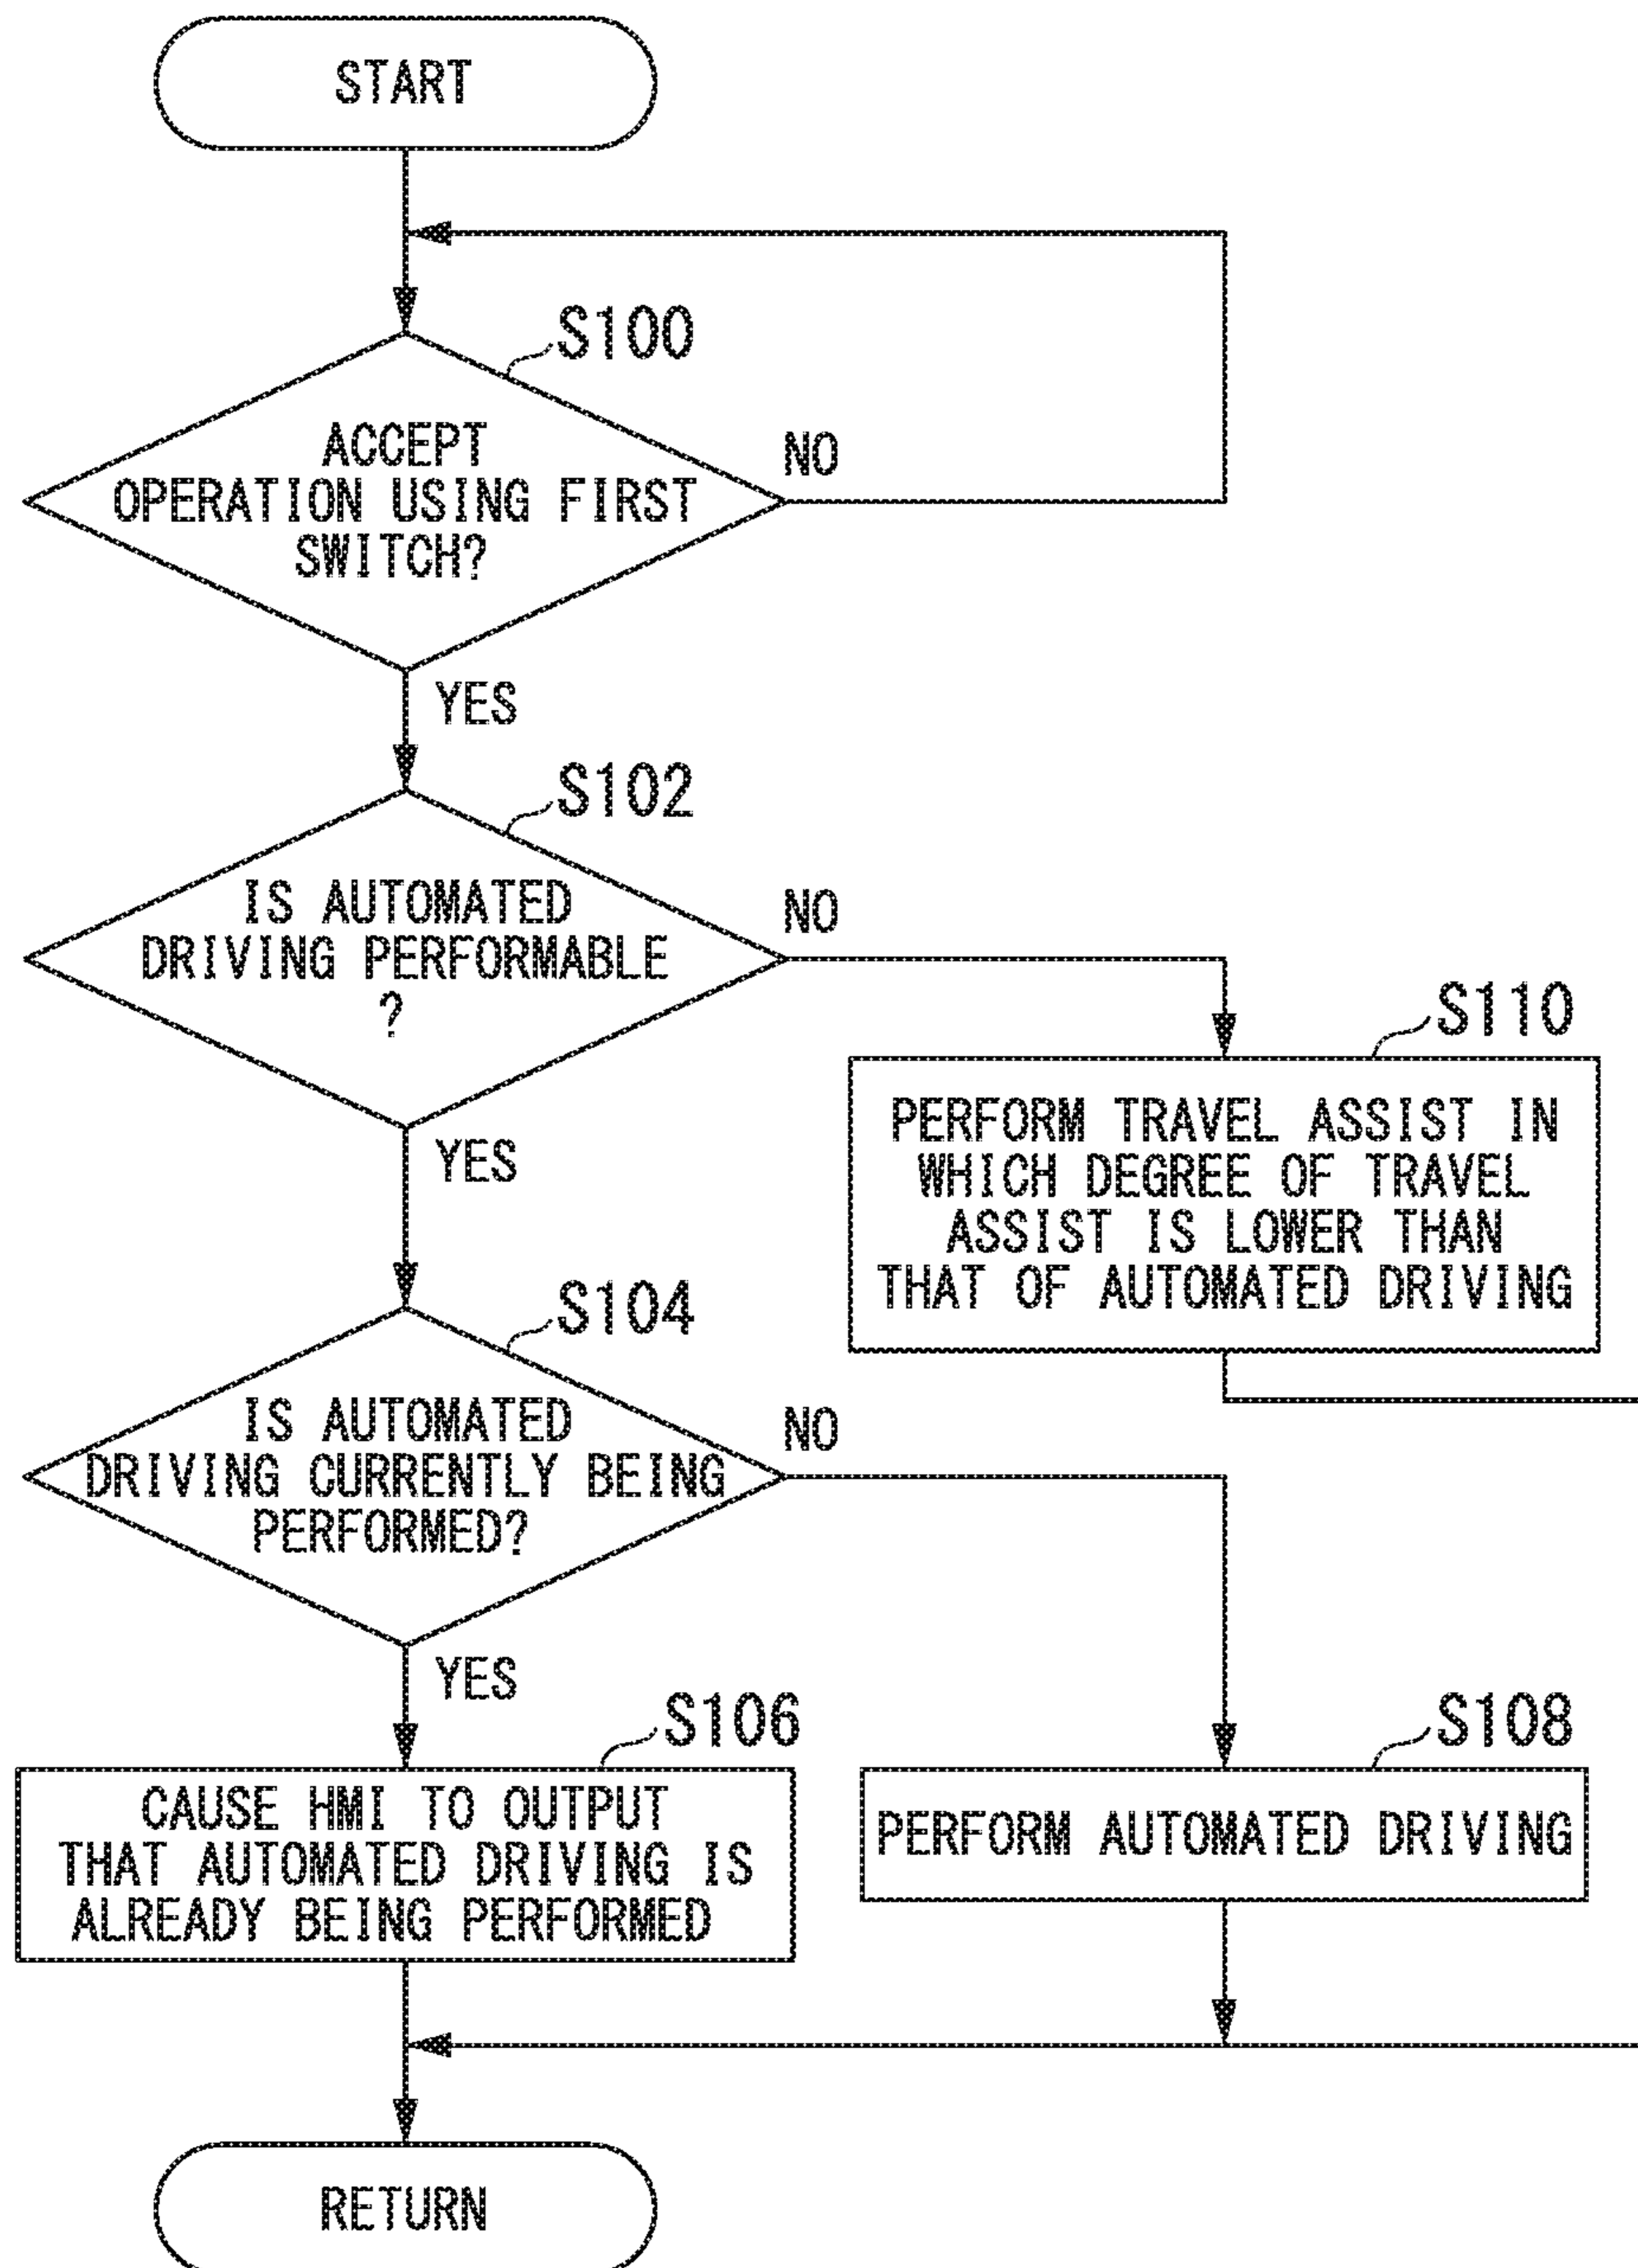 START
S100
ACCEPT
OPERATION USING FIRST
SWITCH?
NO
YES
S102
IS AUTOMATED
DRIVING PERFORMABLE
?
NO
YES
S110
PERFORM TRAVEL ASSIST IN
WHICH DEGREE OF TRAVEL
ASSIST IS LOWER THAN
THAT OF AUTOMATED DRIVING
S104
IS AUTOMATED
DRIVING CURRENTLY BEING
PERFORMED?
NO
YES
S106
CAUSE HMI TO OUTPUT
THAT AUTOMATED DRIVING IS
ALREADY BEING PERFORMED
S108
PERFORM AUTOMATED DRIVING
RETURN